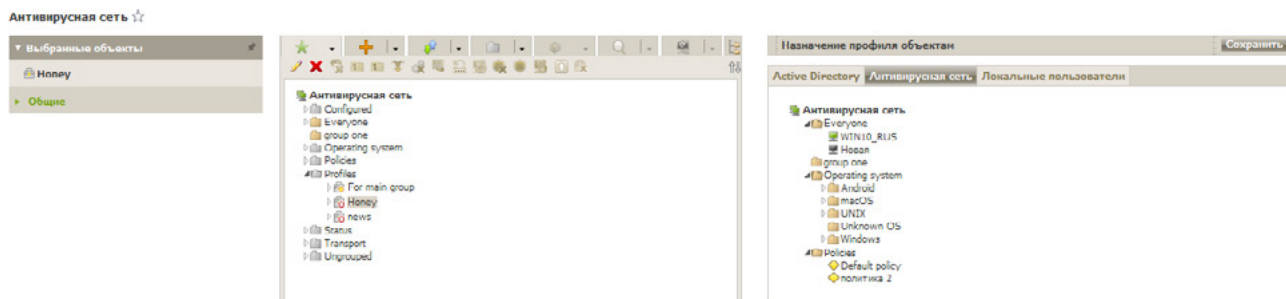 Антивирусная сеть
Выбранные объекты
Honey
Общие
Антивирусная сеть
Configured
Everyone
group one
Operating system
Policies
Profiles
For main group
Honey
news
Status
Transport
Ungrouped
Назначение профиля объектам
Сохранить
Active Directory Антивирусная сеть Локальные пользователи
Антивирусная сеть
Everyone
WIN10_RUS
Новая
group one
Operating system
Android
macOS
UNIX
Unknown OS
Windows
Policies
Default policy
политика 2